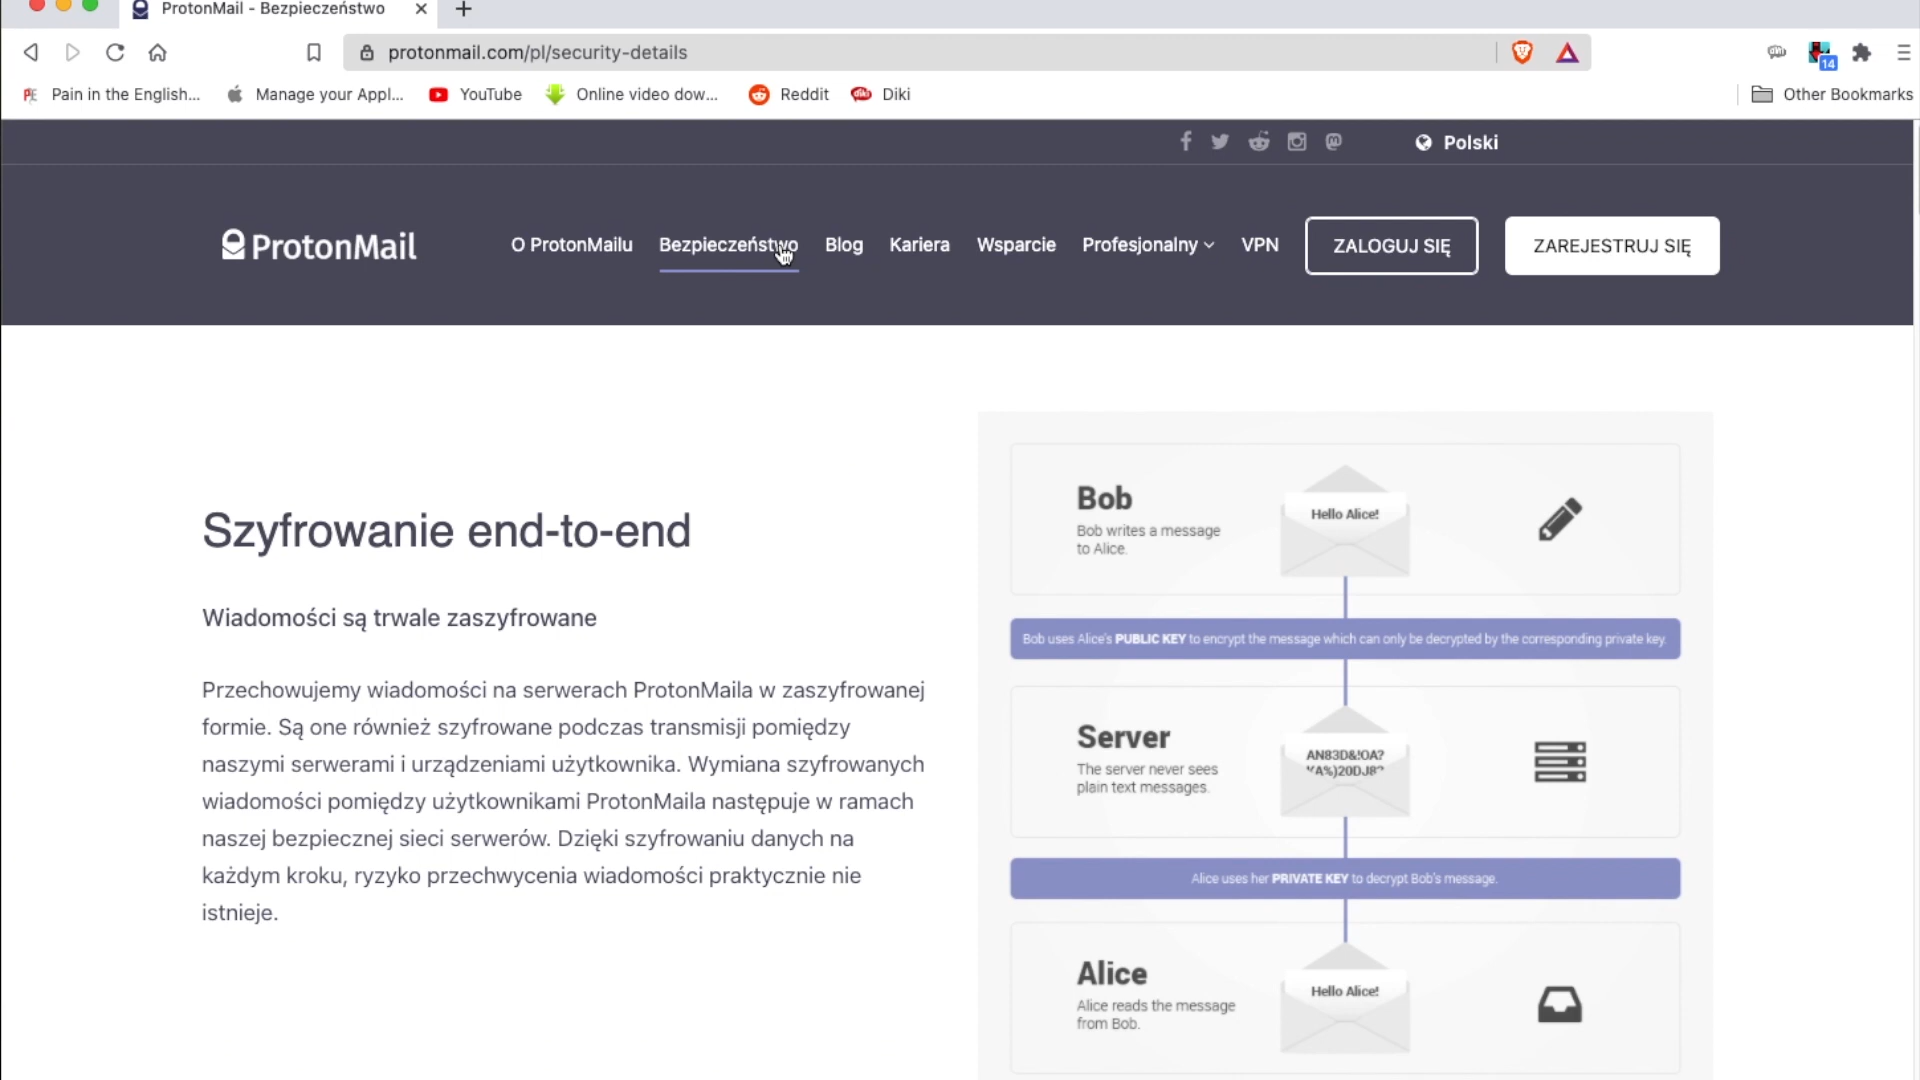 ProtonMail - Bezpieczeństwo
protonmail.com/pl/security-details
14
Pain in the English...
Manage your Appl...
YouTube
Online video dow...
Reddit
Diki
Other Bookmarks
Polski
ProtonMail
O ProtonMailu
Bezpieczeństwo
Blog
Kariera
Wsparcie
Profesjonalny
VPN
ZALOGUJ SIĘ
ZAREJESTRUJ SIĘ
Szyfrowanie end-to-end
Wiadomości są trwale zaszyfrowane
Przechowujemy wiadomości na serwerach ProtonMaila w zaszyfrowanej
formie. Są one również szyfrowane podczas transmisji pomiędzy
naszymi serwerami i urządzeniami użytkownika. Wymiana szyfrowanych
wiadomości pomiędzy użytkownikami ProtonMaila następuje w ramach
naszej bezpiecznej sieci serwerów. Dzięki szyfrowaniu danych na
każdym kroku, ryzyko przechwycenia wiadomości praktycznie nie
istnieje.
Bob
Bob writes a message
to Alice.
Hello Alice!
Bob uses Alice's PUBLIC KEY to encrypt the message which can only be decrypted by the corresponding private key.
Server
The server never sees
plain text messages.
AN83D&!OA?
Alice uses her PRIVATE KEY to decrypt Bob's message.
Alice
Alice reads the message
from Bob.
Hello Alice!